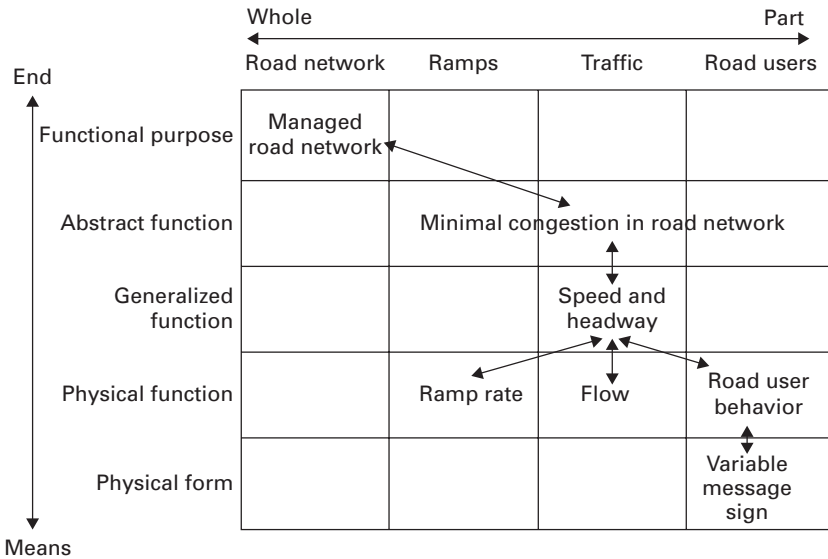 Whole Part
Road network Ramps Traffic Road users
End
Functional purpose
Managed
road network
Abstract function
Minimal congestion in road network
Generalized
function
Speed and
headway
Physical function
Ramp rate
Flow
Road user
behavior
Physical form
Variable
message
sign
Means